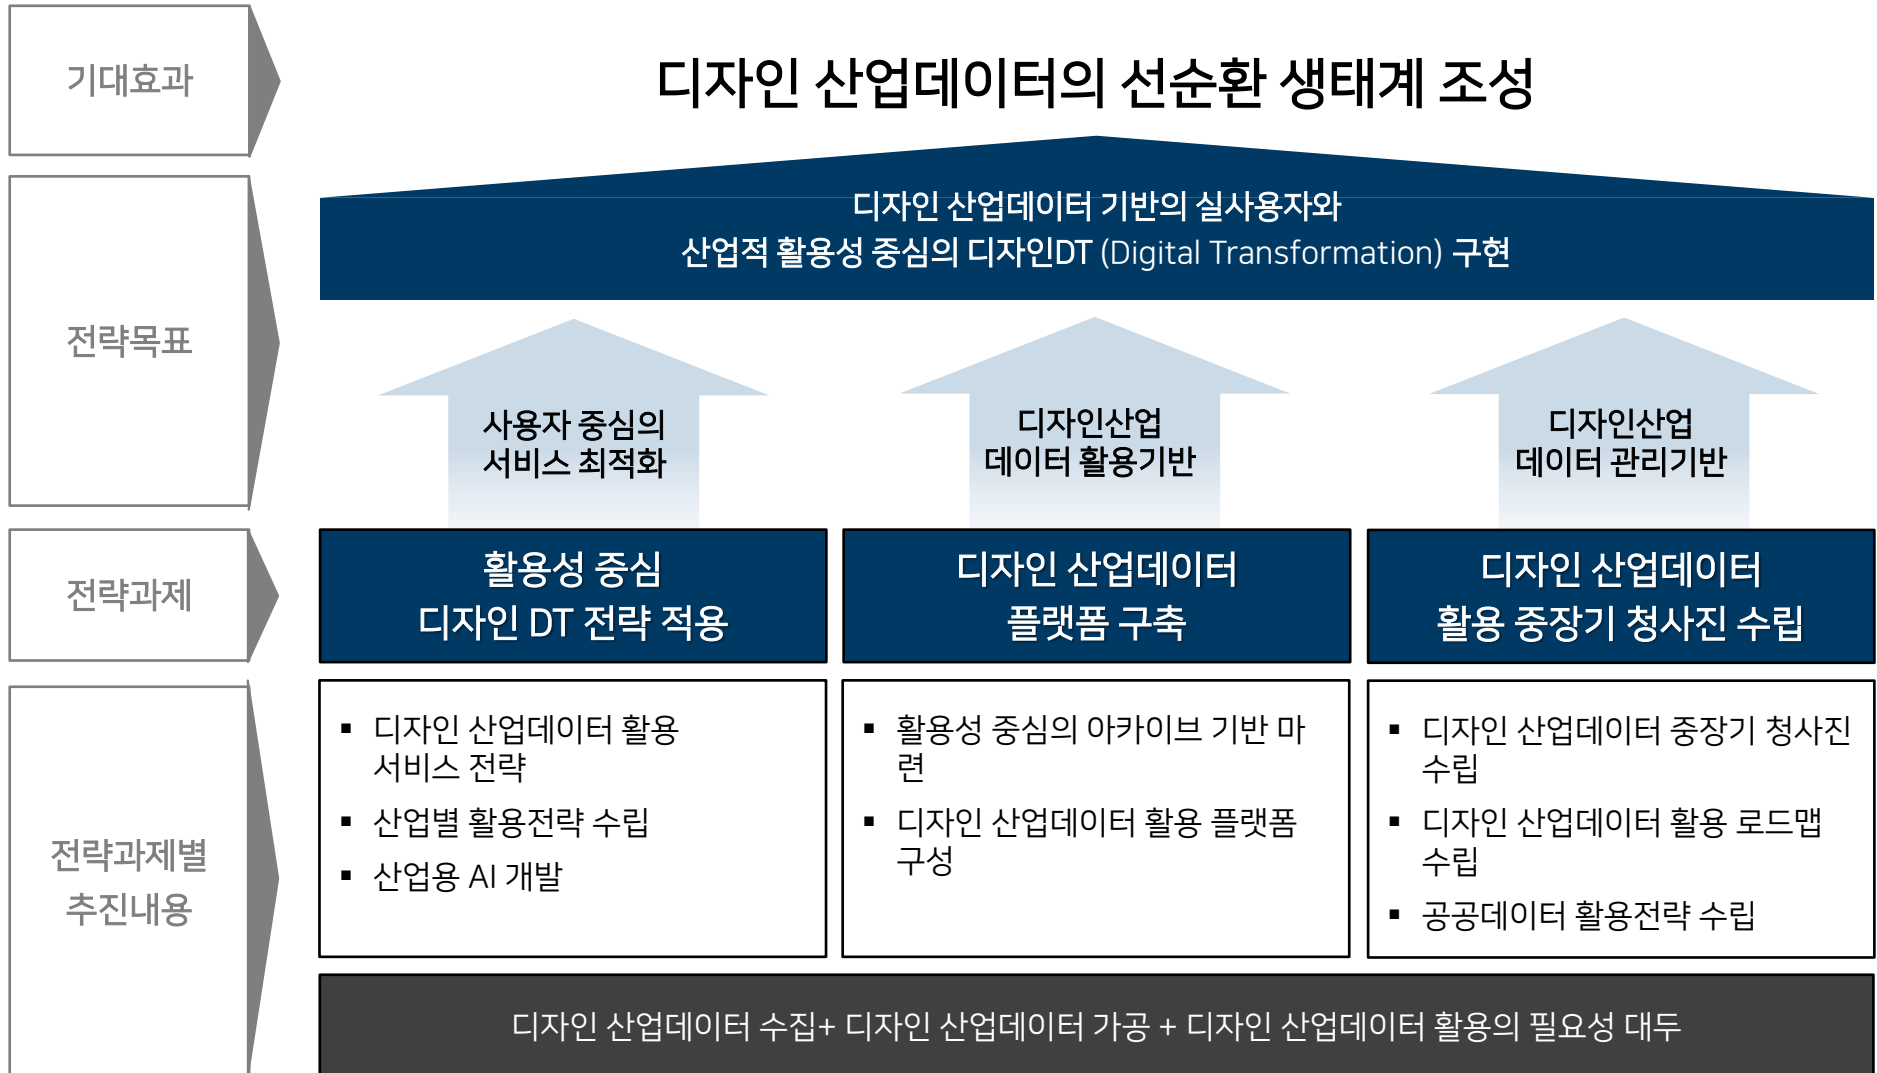 기대효과
디자인 산업데이터의 선순환 생태계 조성
전략목표
디자인 산업데이터 기반의 실사용자와
산업적 활용성 중심의 디자인DT (Digital Transformation) 구현
사용자 중심의
서비스 최적화
디자인산업
데이터 활용기반
디자인산업
데이터 관리기반
전략과제
활용성 중심
디자인 DT 전략 적용
디자인 산업데이터
플랫폼 구축
디자인 산업데이터
활용 중장기 청사진 수립
전략과제별
추진내용
▪ 디자인 산업데이터 활용
서비스 전략
▪ 산업별 활용전략 수립
▪ 산업용 AI 개발
▪ 활용성 중심의 아카이브 기반 마
련
▪ 디자인 산업데이터 활용 플랫폼
구성
▪ 디자인 산업데이터 중장기 청사진
수립
▪ 디자인 산업데이터 활용 로드맵
수립
▪ 공공데이터 활용전략 수립
디자인 산업데이터 수집+ 디자인 산업데이터 가공 + 디자인 산업데이터 활용의 필요성 대두